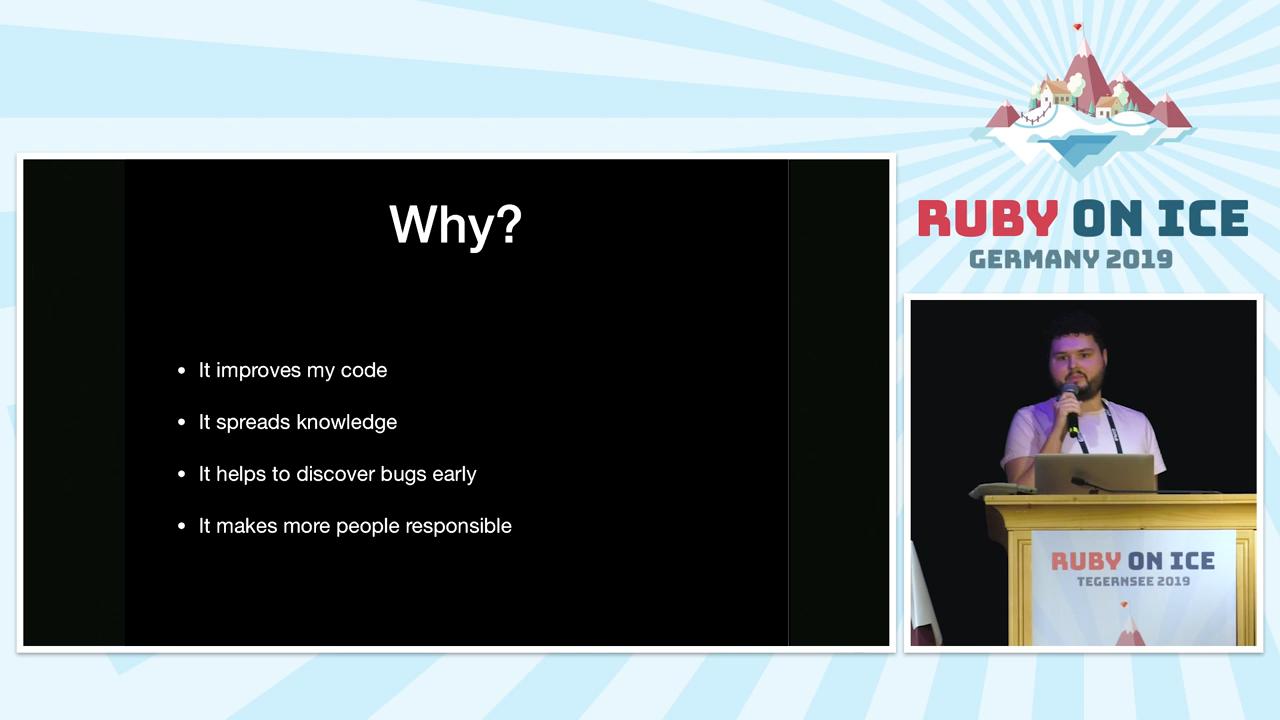 RUBY ON ICE
GERMANY 2019
Why?
• It improves my code
• It spreads knowledge
• It helps to discover bugs early
• It makes more people responsible
RUBY ON ICE
TEGERNSEE 2019